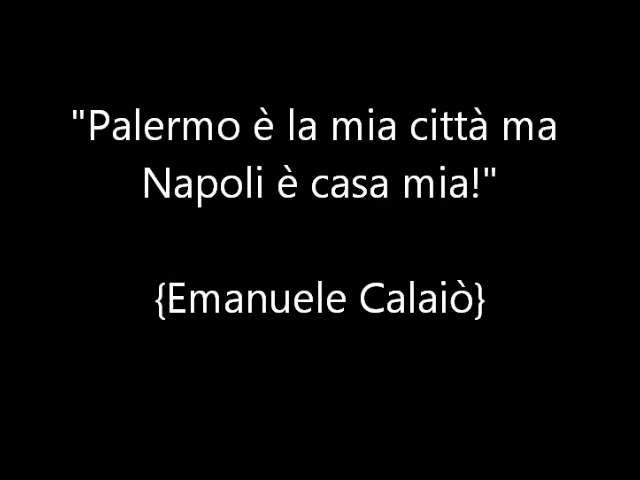 "Palermo è la mia città ma
Napoli è casa mia!"
{Emanuele Calaiò}